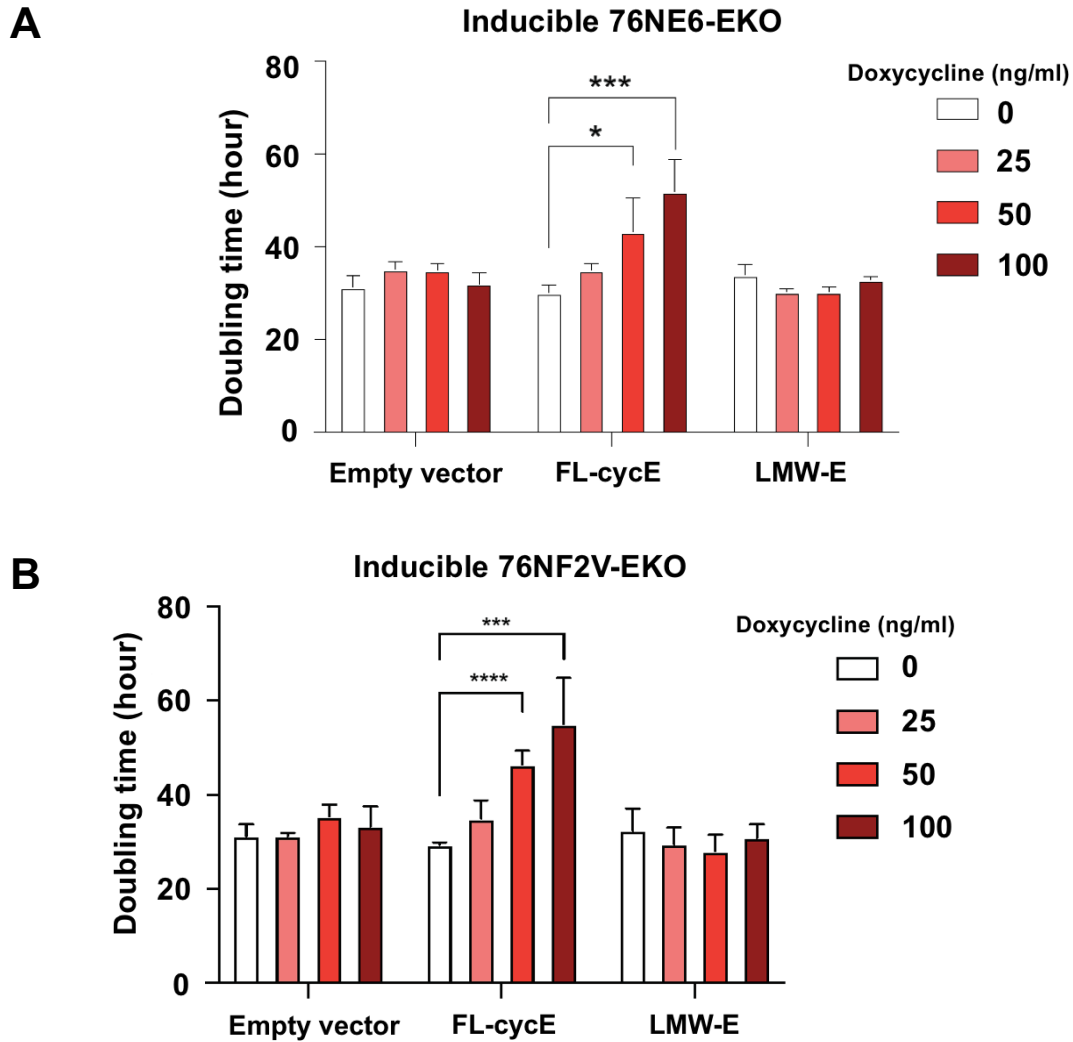 A
Inducible 76NE6-EKO
Doubling time (hour)
80
60
40
20
0
***
*
Empty vector
FL-cycE
LMW-E
Doxycycline (ng/ml)
0
25
50
100
B
Inducible 76NF2V-EKO
Doubling time (hour)
80
60
40
20
0
***
****
Empty vector
FL-cycE
LMW-E
Doxycycline (ng/ml)
0
25
50
100